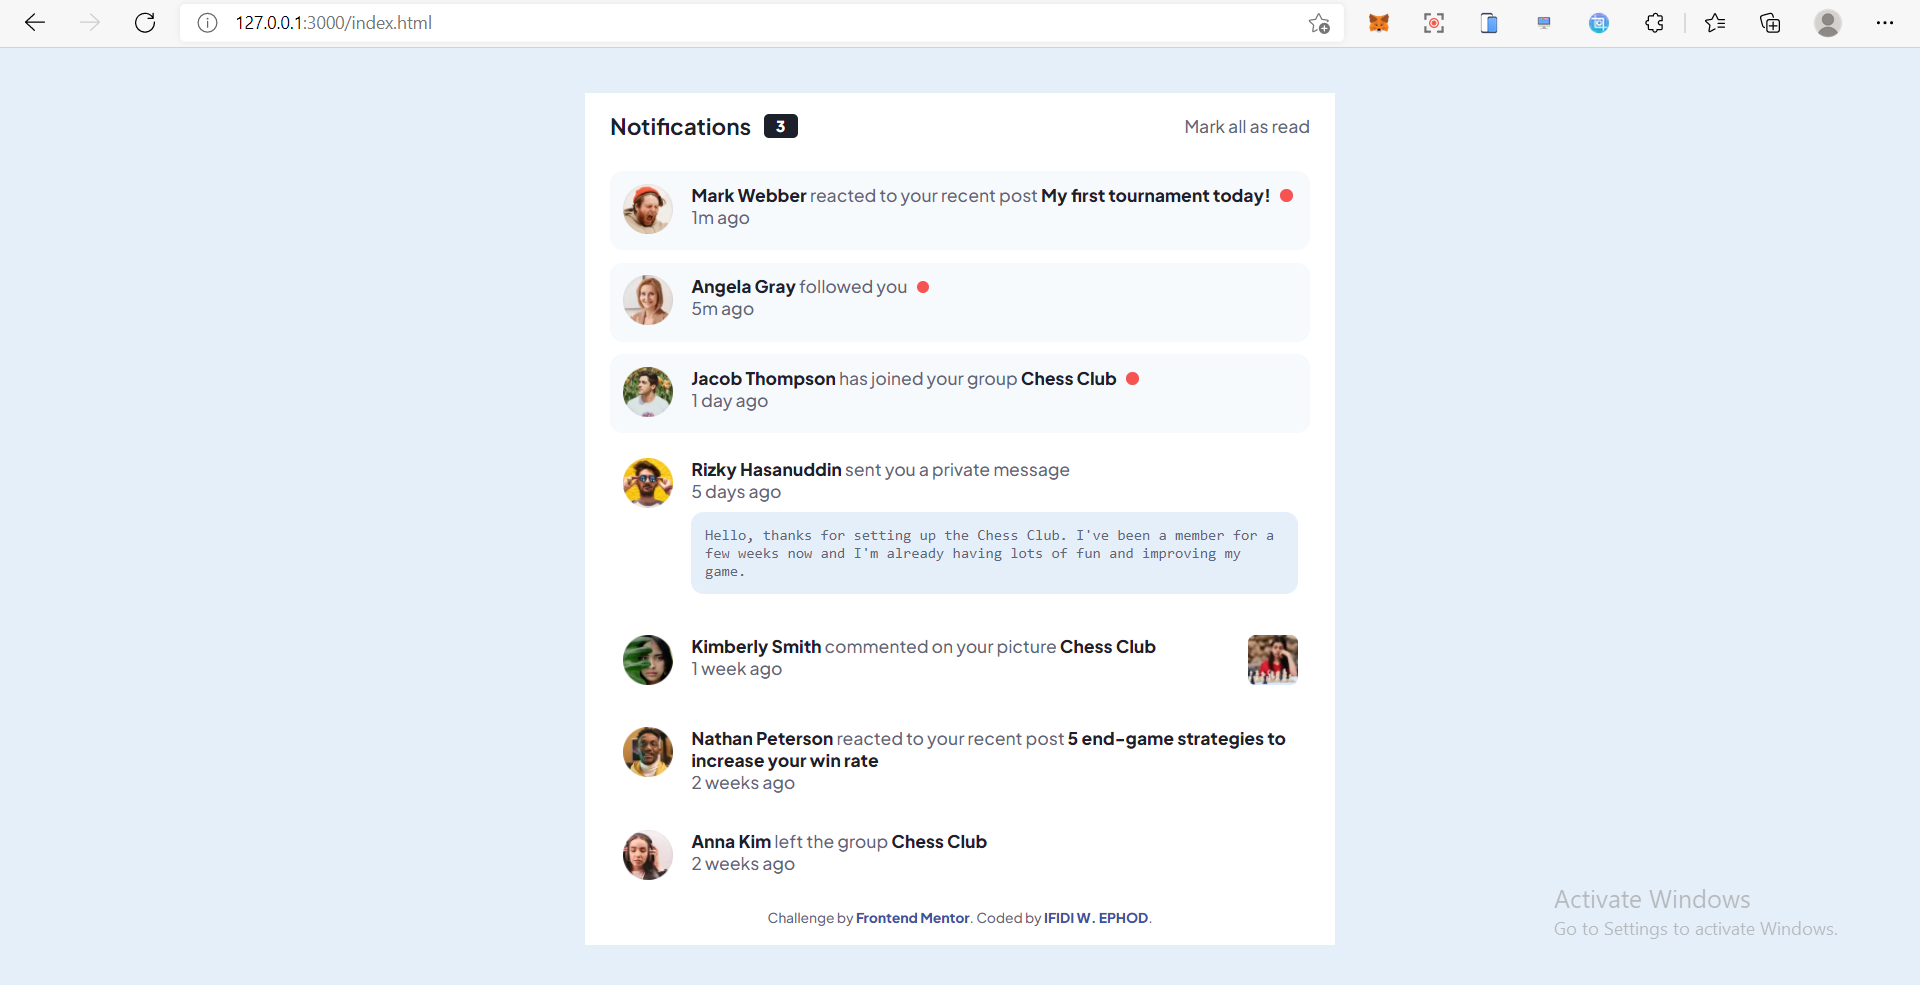 127.0.0.1:3000/index.html
Notifications 3 Mark all as read
Mark Webber reacted to your recent post My first tournament today!
1m ago
Angela Gray followed you
5m ago
Jacob Thompson has joined your group Chess Club
1 day ago
Rizky Hasanuddin sent you a private message
5 days ago
Hello, thanks for setting up the Chess Club. I've been a member for a
few weeks now and I'm already having lots of fun and improving my
game.
Kimberly Smith commented on your picture Chess Club
1 week ago
Nathan Peterson reacted to your recent post 5 end-game strategies to
increase your win rate
2 weeks ago
Anna Kim left the group Chess Club
2 weeks ago
Challenge by Frontend Mentor. Coded by IFIDI W. EPHOD.
Activate Windows
Go to Settings to activate Windows.